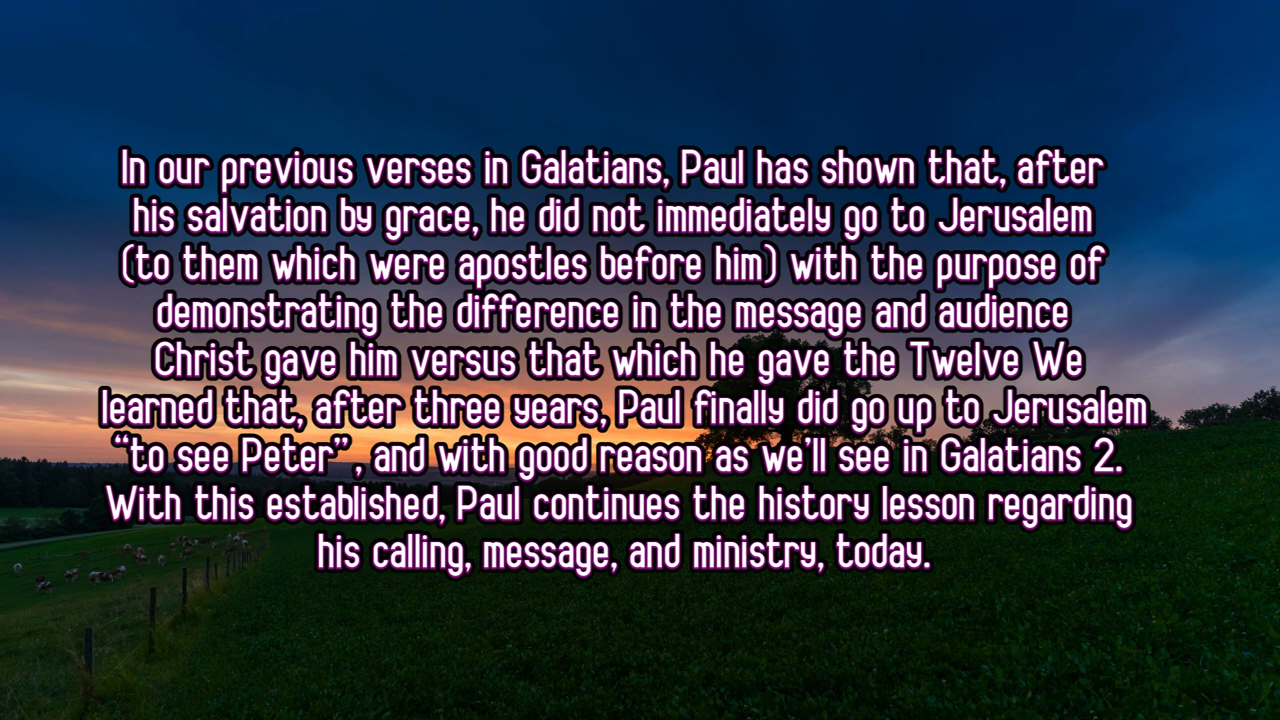 In our previous verses in Galatians, Paul has shown that, after
his salvation by grace, he did not immediately go to Jerusalem
(to them which were apostles before him) with the purpose of
demonstrating the difference in the message and audience
Christ gave him versus that which he gave the Twelve We
learned that, after three years, Paul finally did go up to Jerusalem
“to see Peter” , and with good reason as we’ll see in Galatians 2.
With this established, Paul continues the history lesson regarding
his calling, message, and ministry, today.